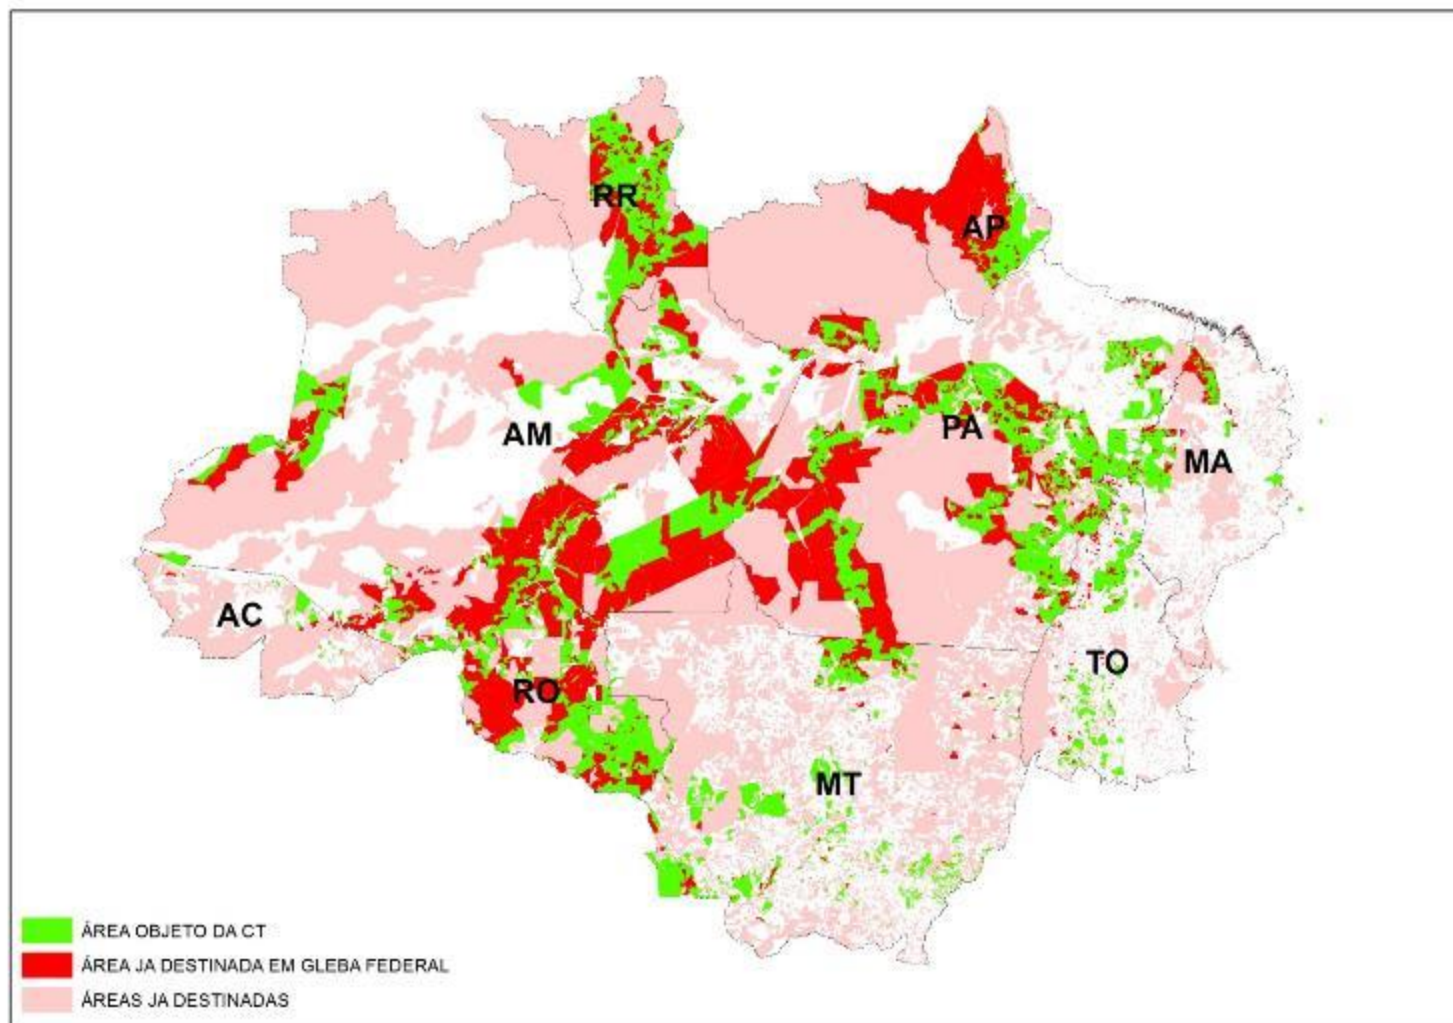 RR
AP
AM
PA
MA
AC
TO
RO
MT
ÁREA OBJETO DA CT
ÁREA JA DESTINADA EM GLEBA FEDERAL
ÁREAS JA DESTINADAS